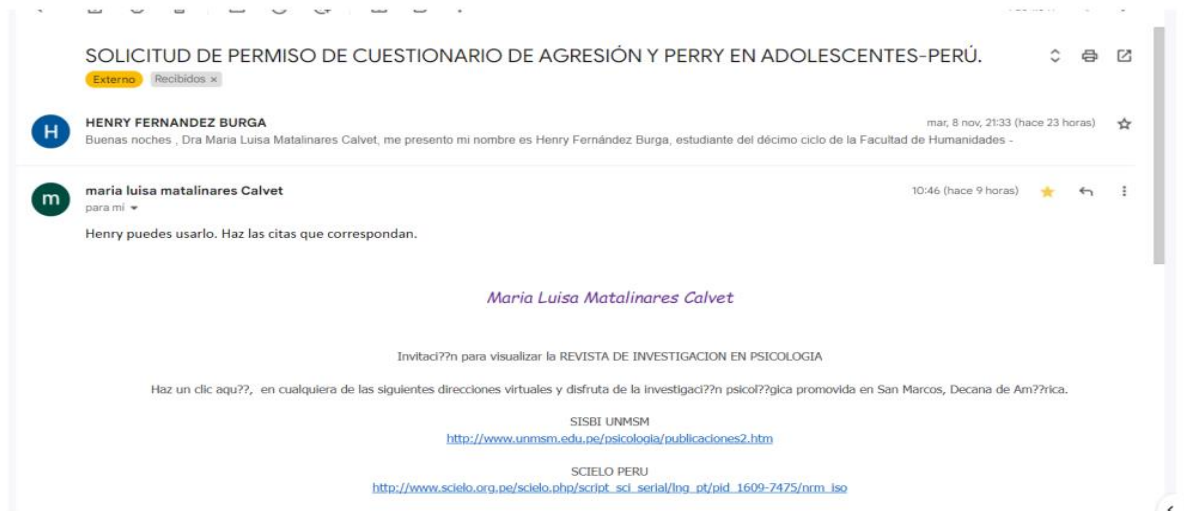 SOLICITUD DE PERMISO DE CUESTIONARIO DE AGRESIÓN Y PERRY EN ADOLESCENTES-PERÚ.
Externo Recibidos x
H
HENRY FERNANDEZ BURGA
mar, 8 nov, 21:33 (hace 23 horas)
Buenas noches , Dra Maria Luisa Matalinares Calvet, me presento mi nombre es Henry Fernández Burga, estudiante del décimo ciclo de la Facultad de Humanidades -
m
maria luisa matalinares Calvet
10:46 (hace 9 horas)
para mí
Henry puedes usarlo. Haz las citas que correspondan.
Maria Luisa Matalinares Calvet
Invitaci??n para visualizar la REVISTA DE INVESTIGACION EN PSICOLOGIA
Haz un clic aqu??, en cualquiera de las siguientes direcciones virtuales y disfruta de la investigaci??n psicol??gica promovida en San Marcos, Decana de Am??rica.
SISBI UNMSM
http://www.unmsm.edu.pe/psicologia/publicaciones2.htm
SCIELO PERU
http://www.scielo.org.pe/scielo.php/script_sci_serial/lng_pt/pid_1609-7475/nrm_iso